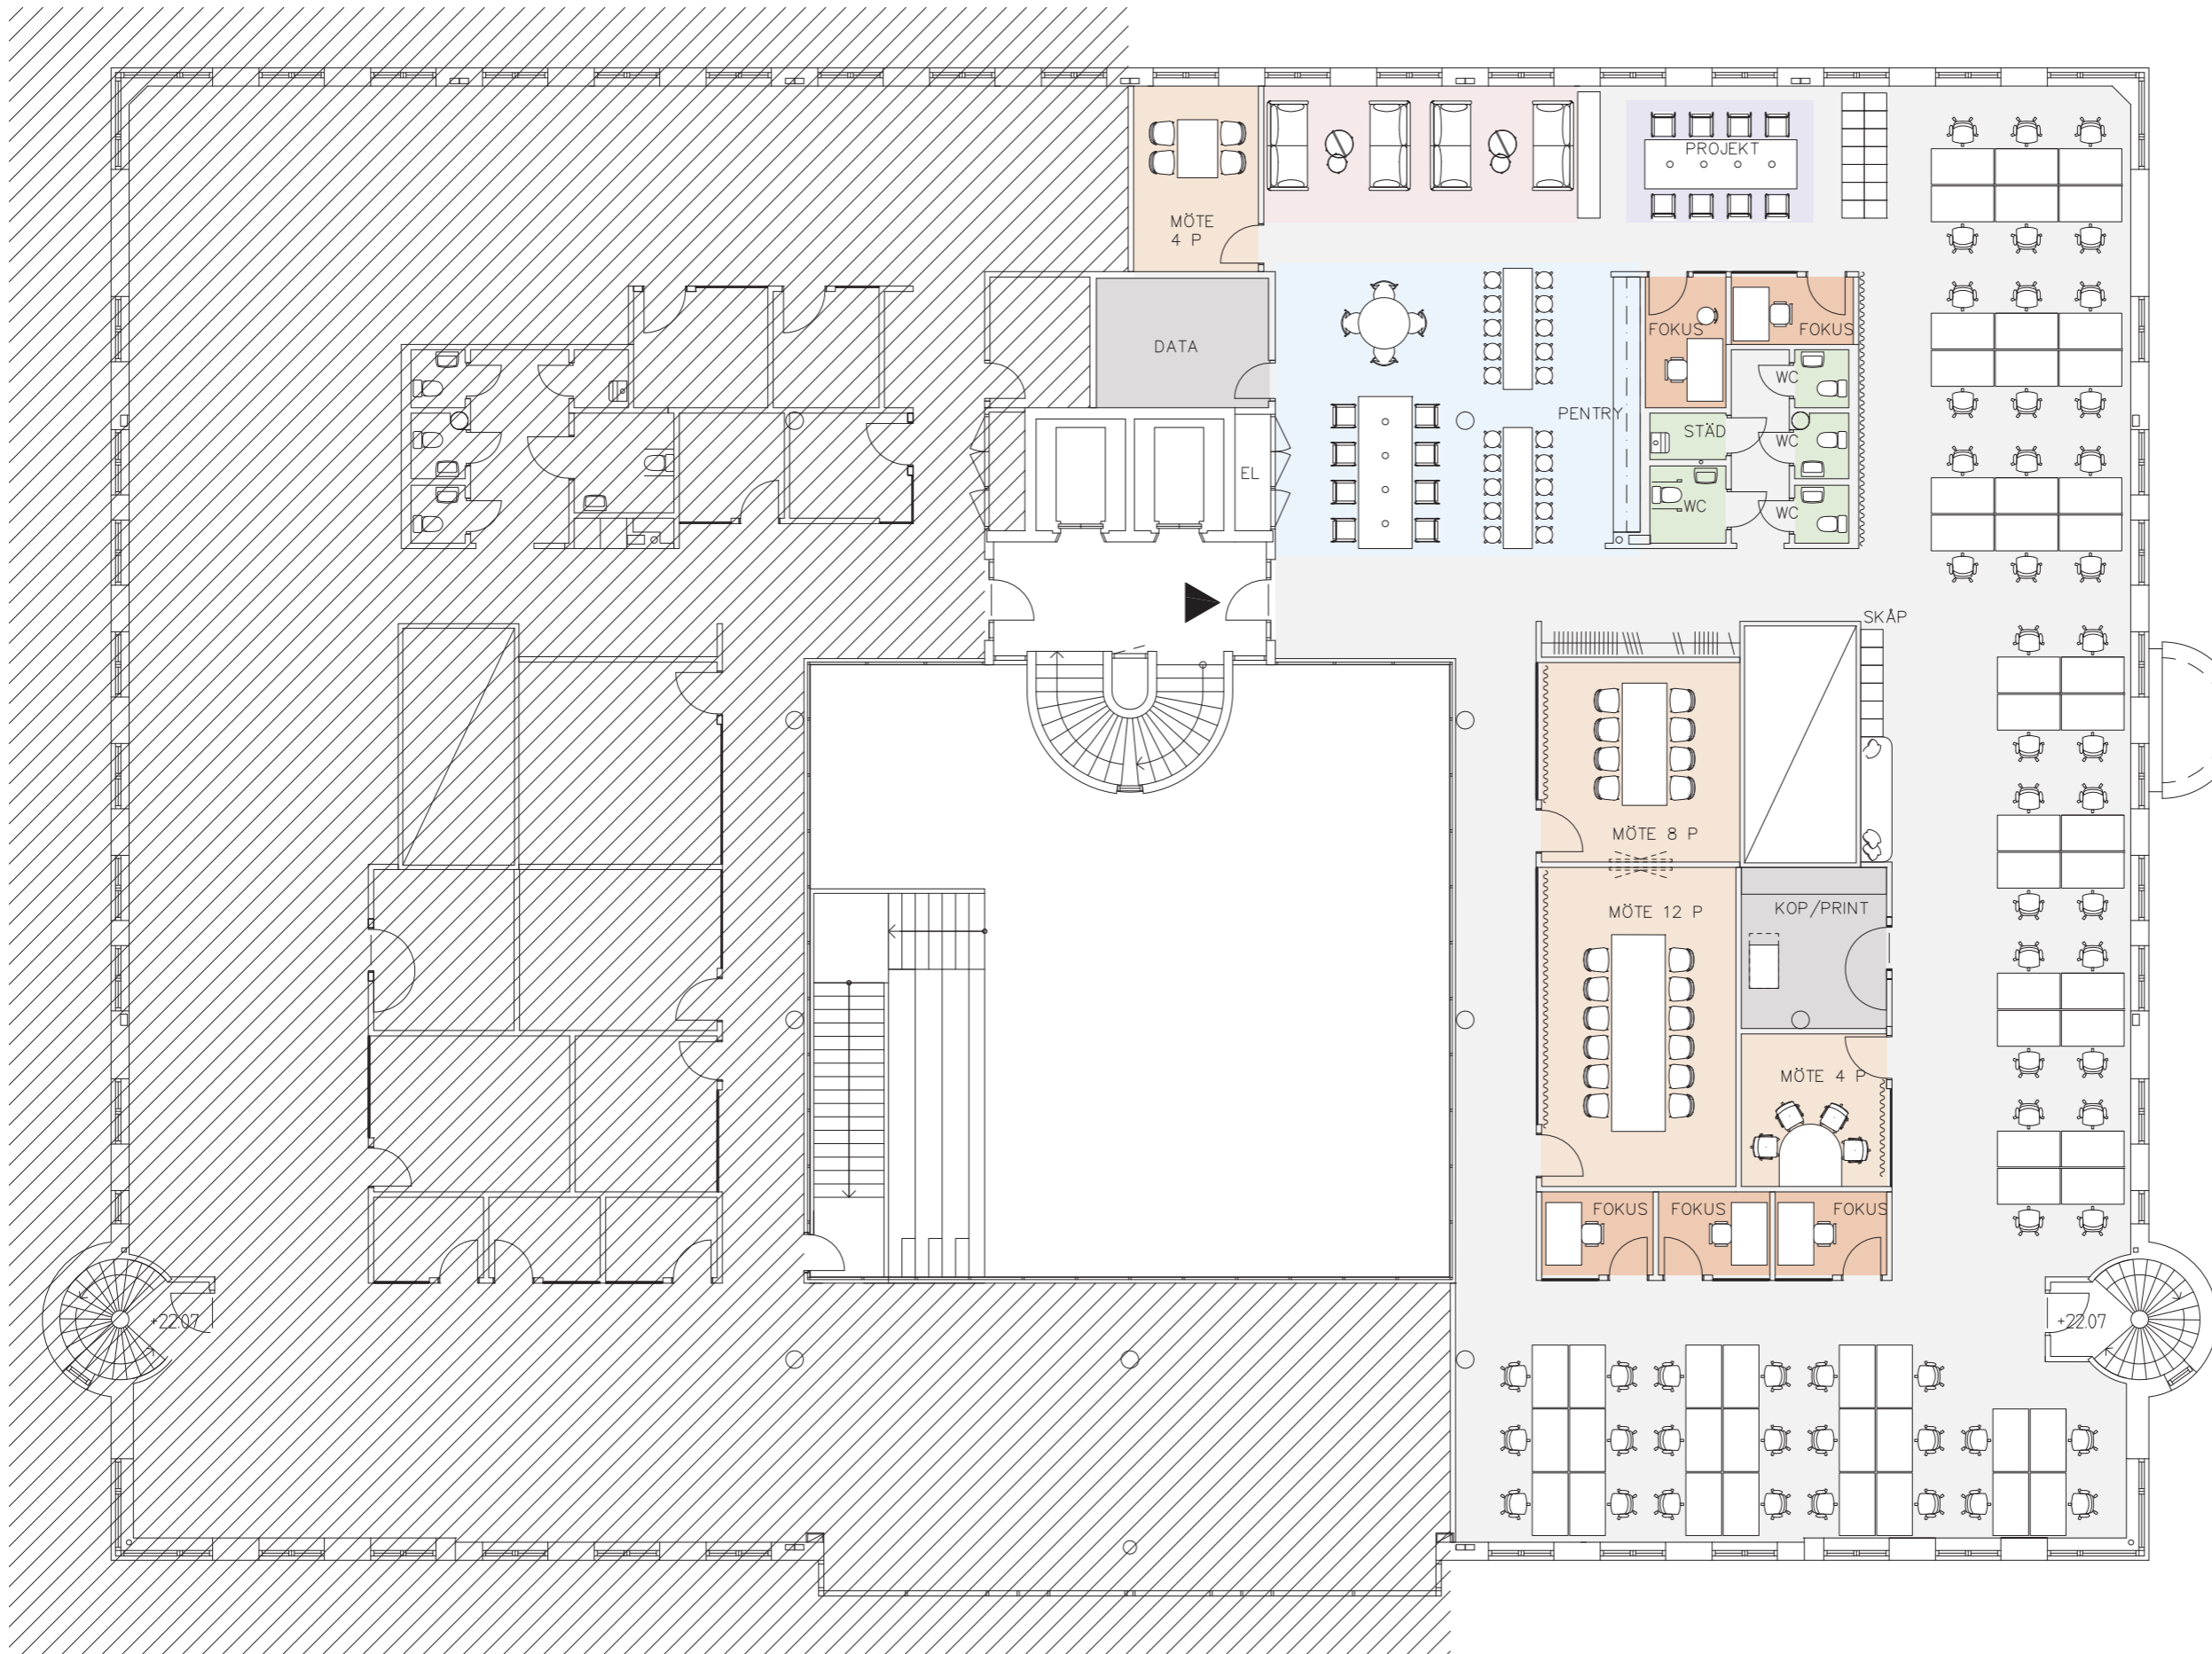 PROJEKT
MÖTE
4 P
DATA
FOKUS
FOKUS
WC
PENTRY
STÄD
WC
EL
WC
WC
SKÅP
MÖTE 8 P
MÖTE 12 P
KOP/PRINT
MÖTE 4 P
FOKUS
FOKUS
FOKUS
+22.07
+22.07